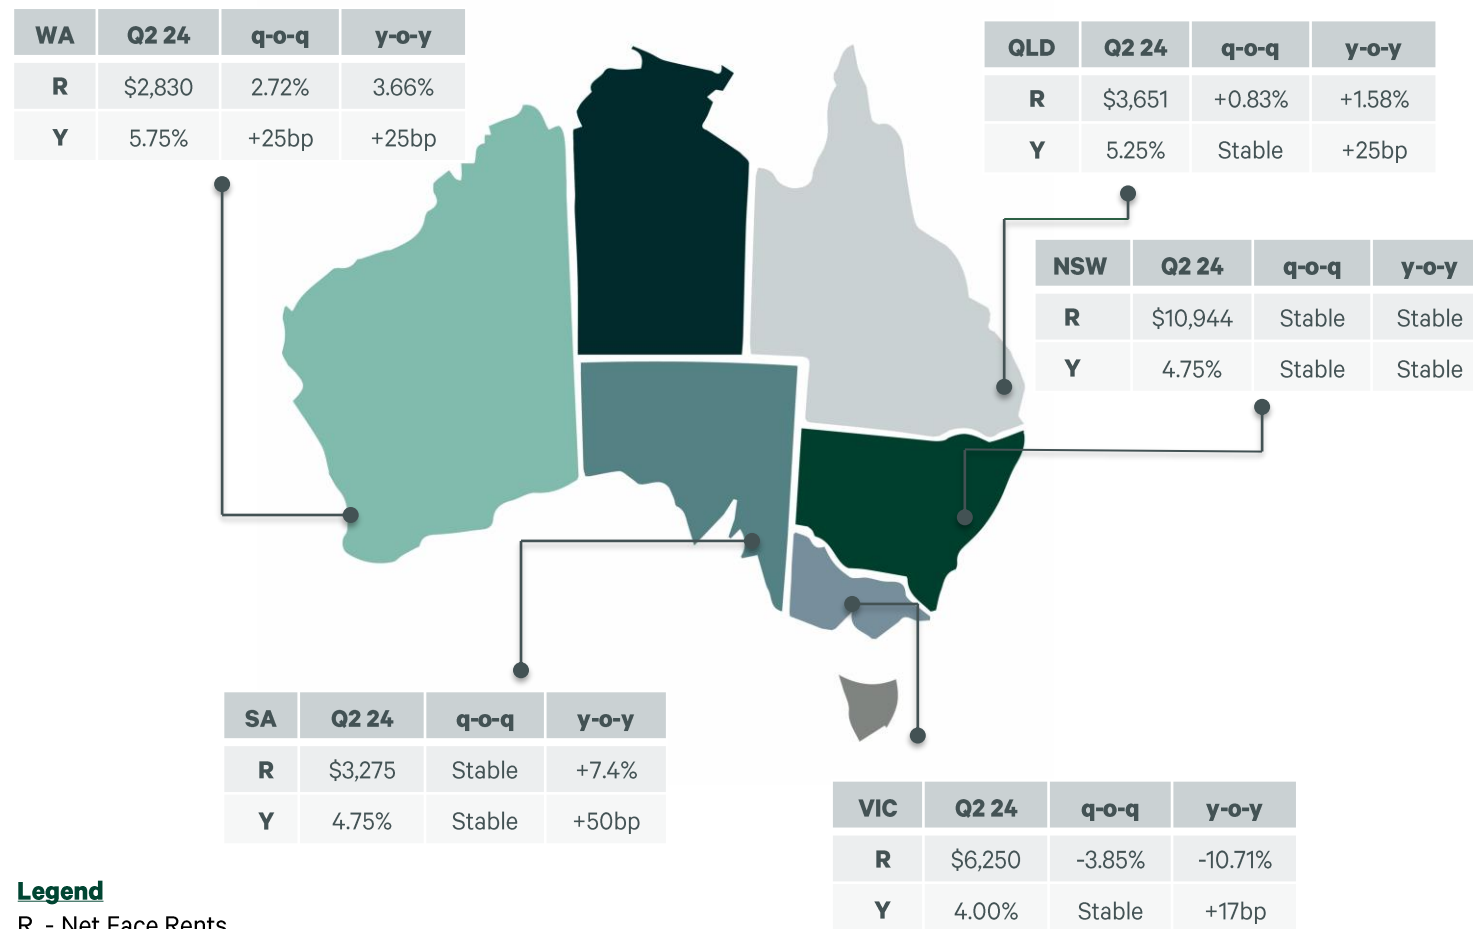 WA Q2 24 q-o-q y-o-y
R $2,830 2.72% 3.66%
Y 5.75% +25bp +25bp
QLD Q2 24 q-o-q y-o-y
R $3,651 +0.83% +1.58%
Y 5.25% Stable +25bp
NSW Q2 24 q-o-q y-o-y
R $10,944 Stable Stable
Y 4.75% Stable Stable
SA Q2 24 q-o-q y-o-y
R $3,275 Stable +7.4%
Y 4.75% Stable +50bp
VIC Q2 24 q-o-q y-o-y
R $6,250 -3.85% -10.71%
Y 4.00% Stable +17bp
Legend
R - Net Face Rents